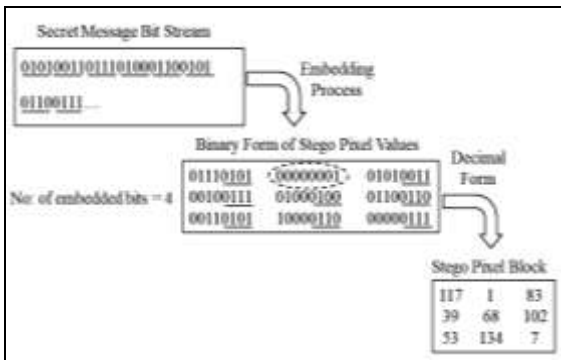 Secret Message Bit Stream
010100110111010001100101
01100111...
Embedding
Process
Binary Form of Stego Pixel Values
01110101 00000001 01010011
00100111 01000100 01100110
00110101 10000110 00000111
No: of embedded bits = 4
Decimal
Form
Stego Pixel Block
117 1 83
39 68 102
53 134 7